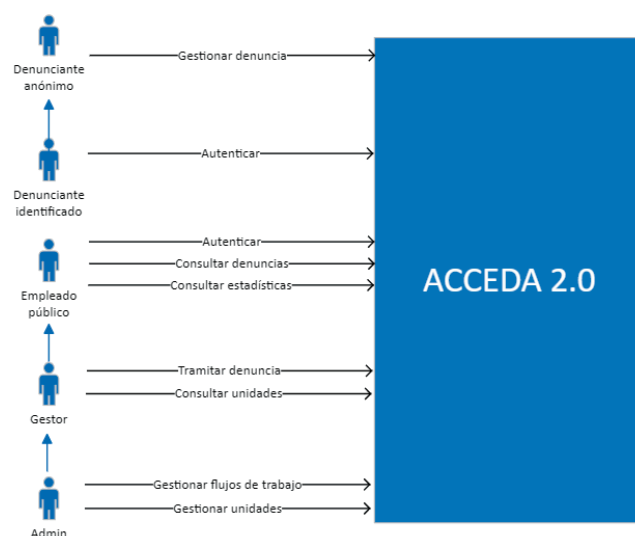 Gestionar denuncia
Denunciante
anónimo
Autenticar
Denunciante
identificado
Autenticar
Consultar denuncias
Consultar estadísticas
Empleado
público
ACCEDA 2.0
Tramitar denuncia
Consultar unidades
Gestor
Gestionar flujos de trabajo
Gestionar unidades
Admin